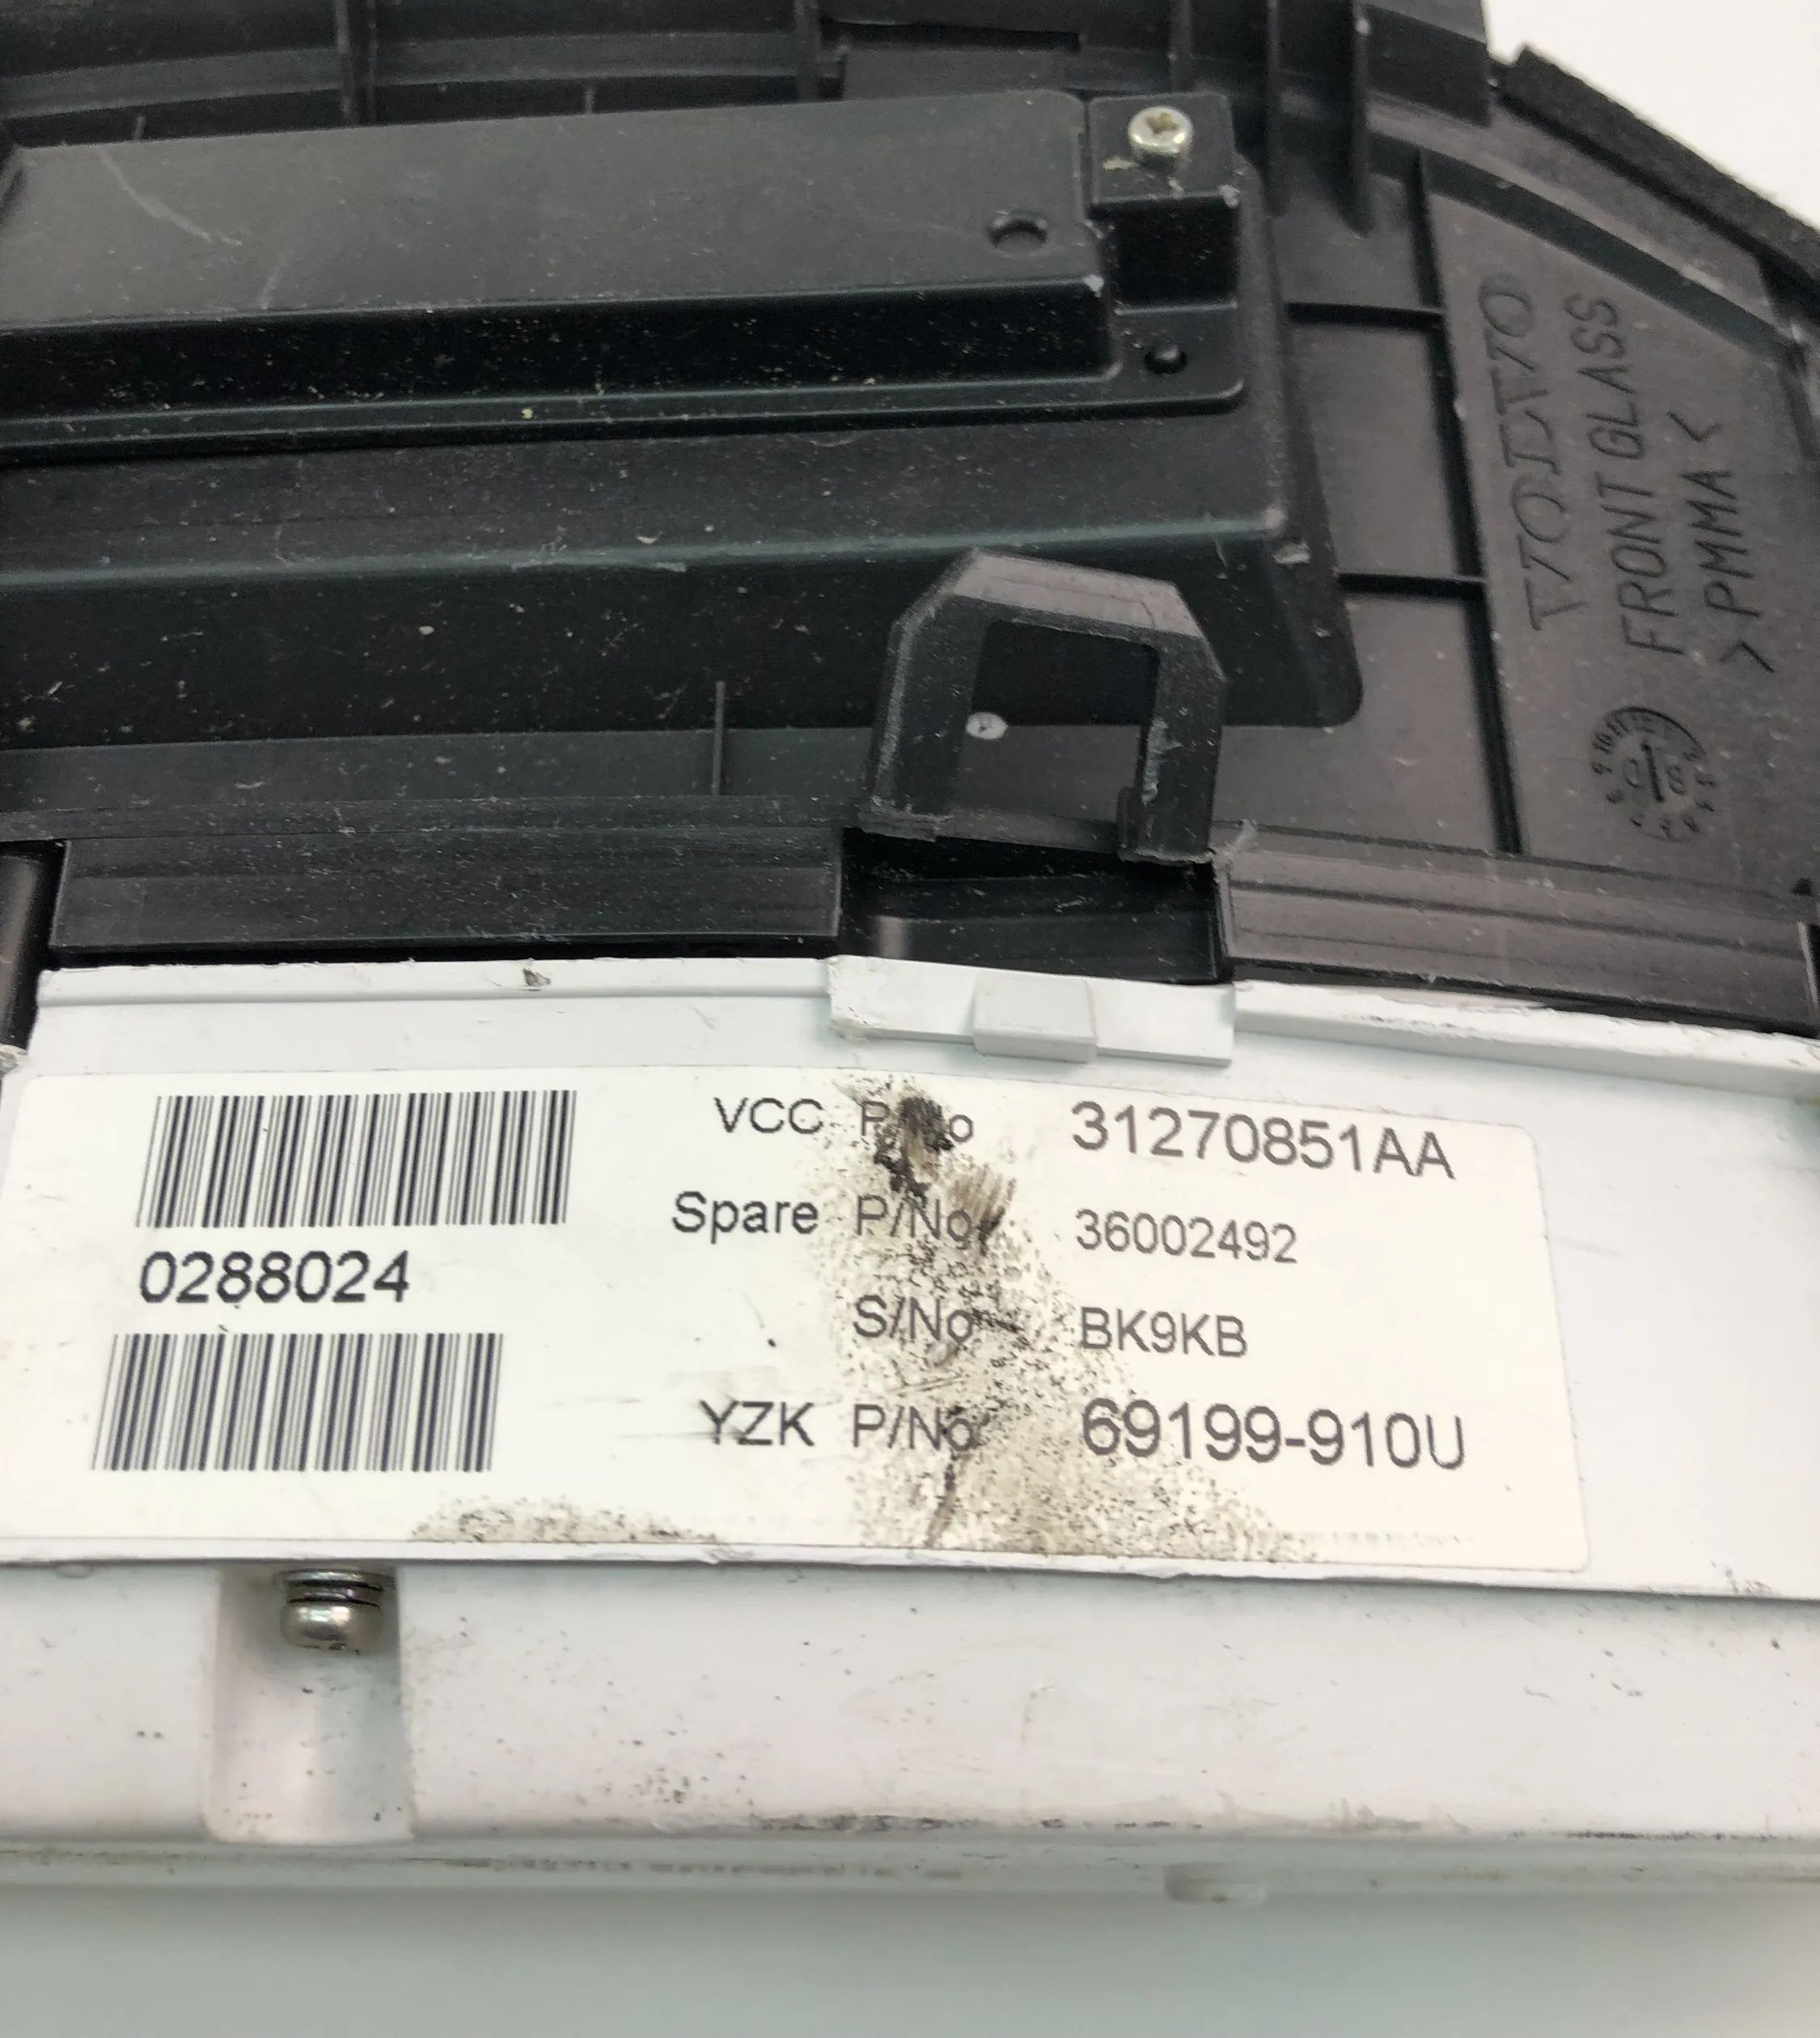 VOLVO
FRONT GLASS
>PMMA<
VCC P/No 31270851AA
Spare P/No 36002492
0288024
S/No BK9KB
YZK P/No 69199-910U